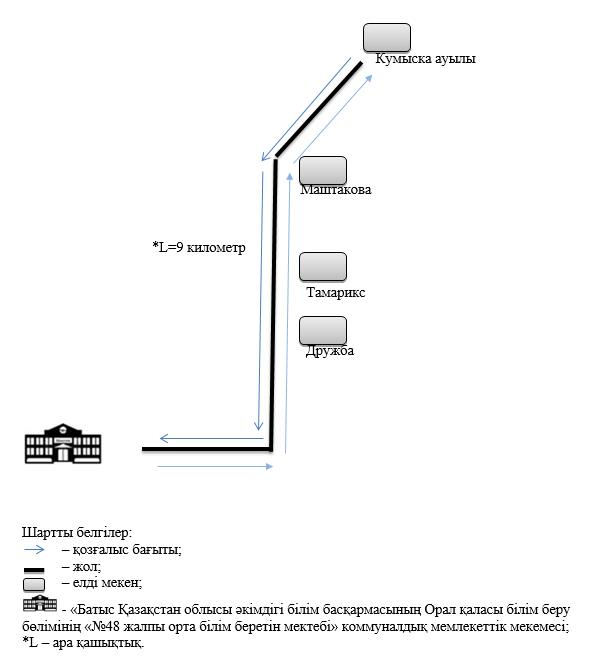 Кумыска ауылы
Маштакова
*L=9 километр
Тамарикс
Дружба
Шартты белгілер:
– қозғалыс бағыты;
– жол;
– елді мекен;
- «Батыс Қазақстан облысы әкімдігі білім басқармасының Орал қаласы білім беру
бөлімінің «№48 жалпы орта білім беретін мектебі» коммуналдық мемлекеттік мекемесі;
*L – ара қашықтық.